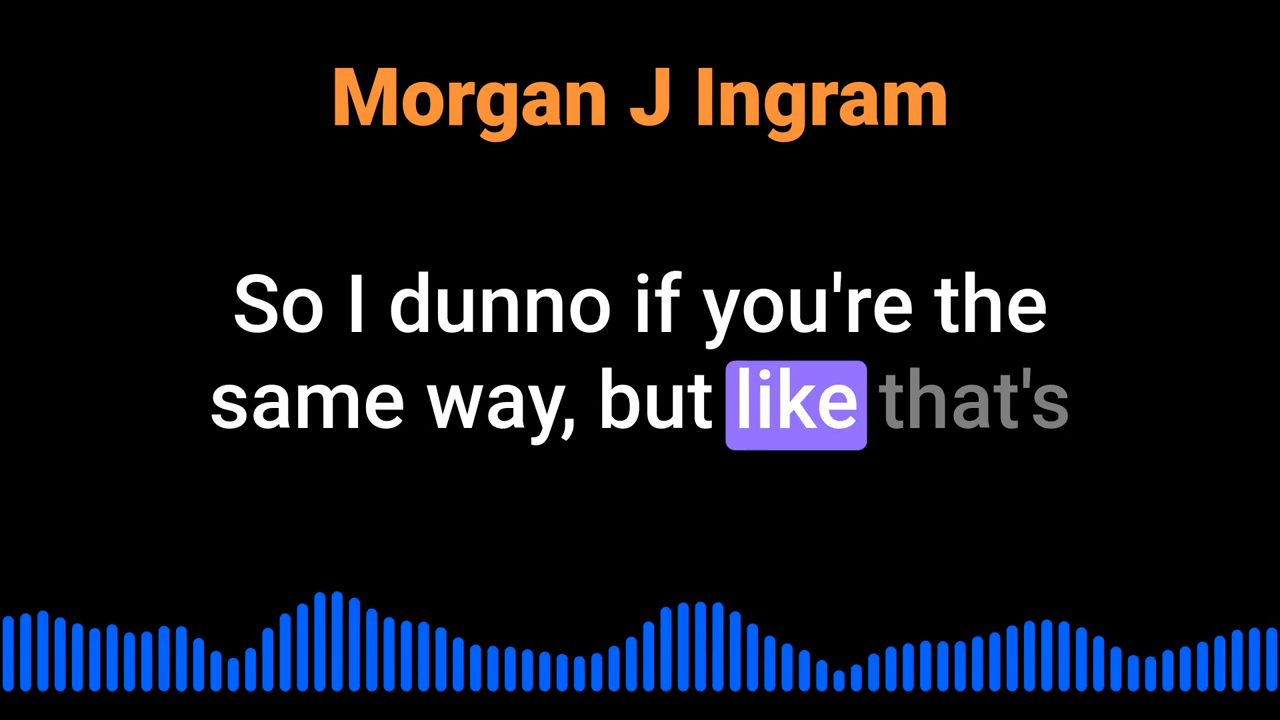 Morgan J Ingram
So I dunno if you're the
same way, but like that's